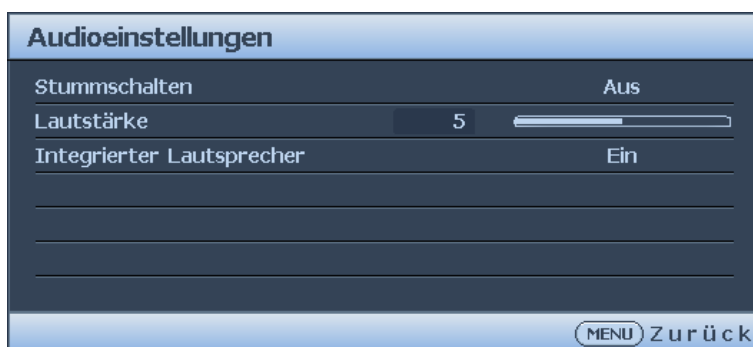 Audioeinstellungen
Stummschalten Aus
Lautstärke 5
Integrierter Lautsprecher Ein
MENU Zurück